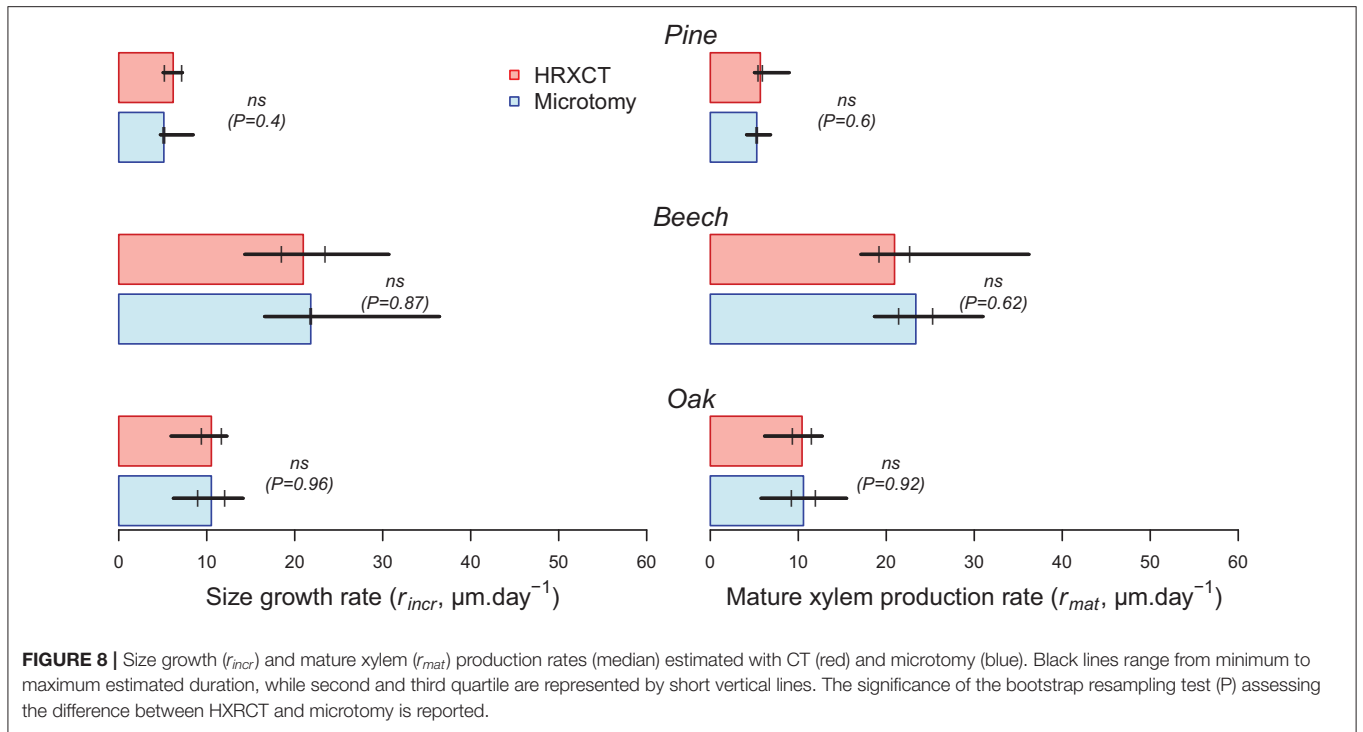 Pine
HRXCT
Microtomy
ns
(P=0.4)
ns
(P=0.6)
Beech
ns
(P=0.87)
ns
(P=0.62)
Oak
ns
(P=0.96)
ns
(P=0.92)
0 10 20 30 40 50 60
0 10 20 30 40 50 60
Size growth rate (r_incr, µm.day⁻¹)
Mature xylem production rate (r_mat, µm.day⁻¹)
FIGURE 8 | Size growth (r_incr) and mature xylem (r_mat) production rates (median) estimated with CT (red) and microtomy (blue). Black lines range from minimum to
maximum estimated duration, while second and third quartile are represented by short vertical lines. The significance of the bootstrap resampling test (P) assessing
the difference between HXRCT and microtomy is reported.